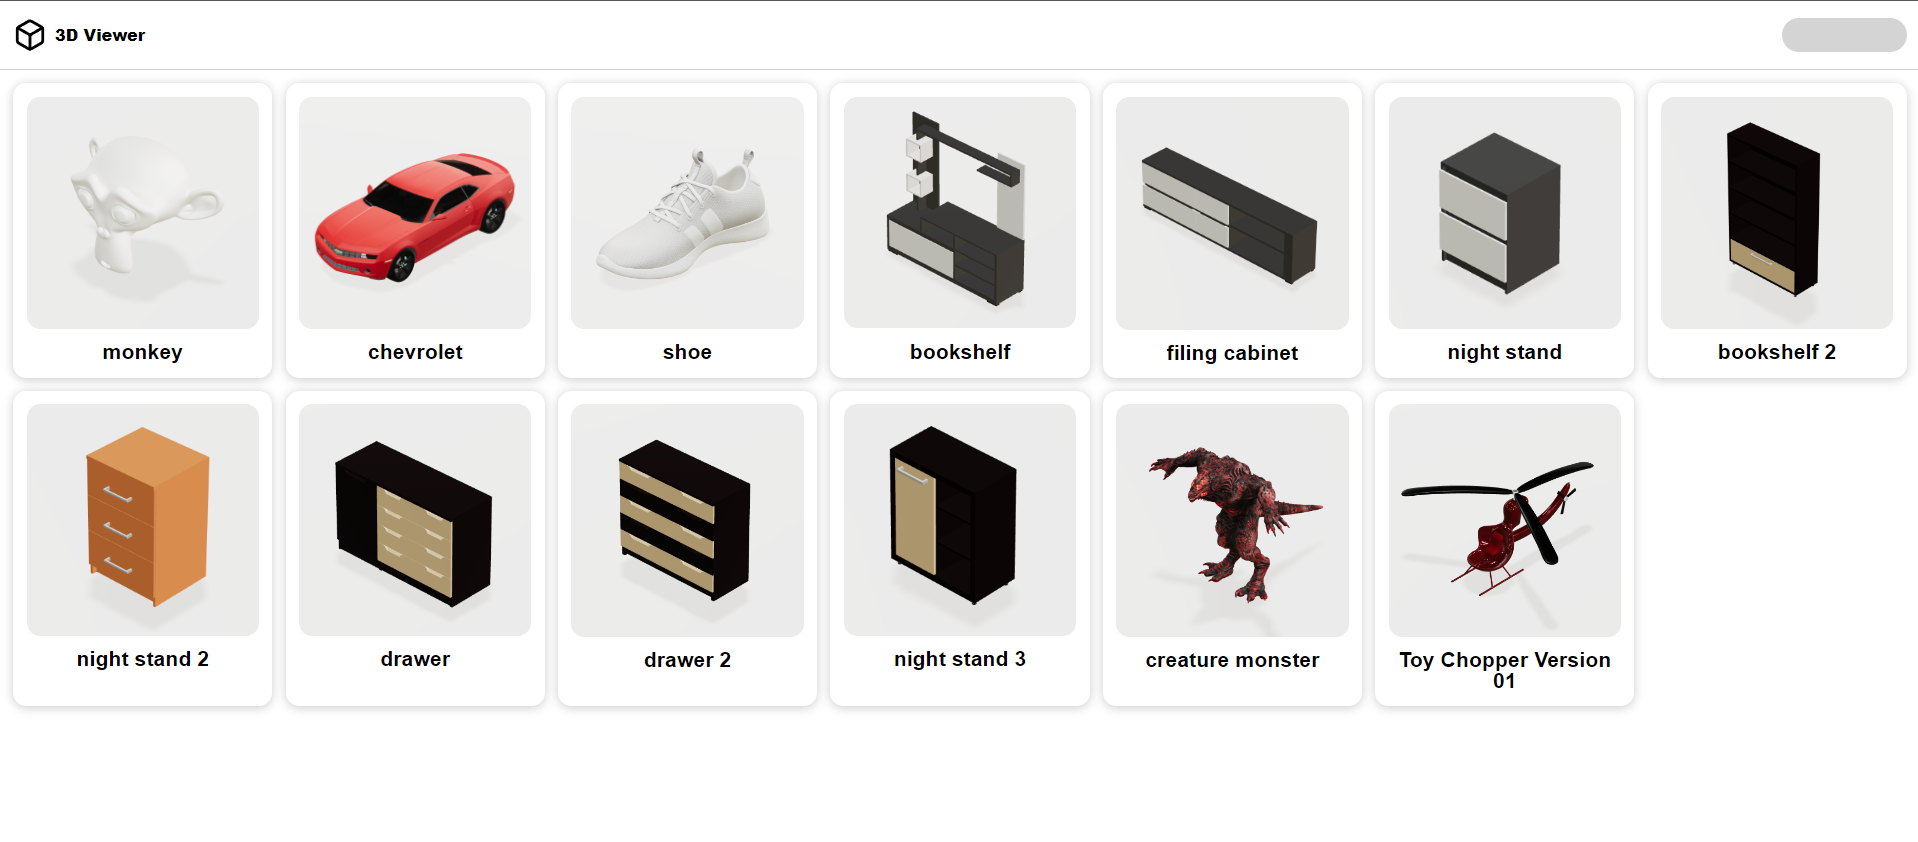 3D Viewer
monkey
chevrolet
shoe
bookshelf
filing cabinet
night stand
bookshelf 2
night stand 2
drawer
drawer 2
night stand 3
creature monster
Toy Chopper Version
01